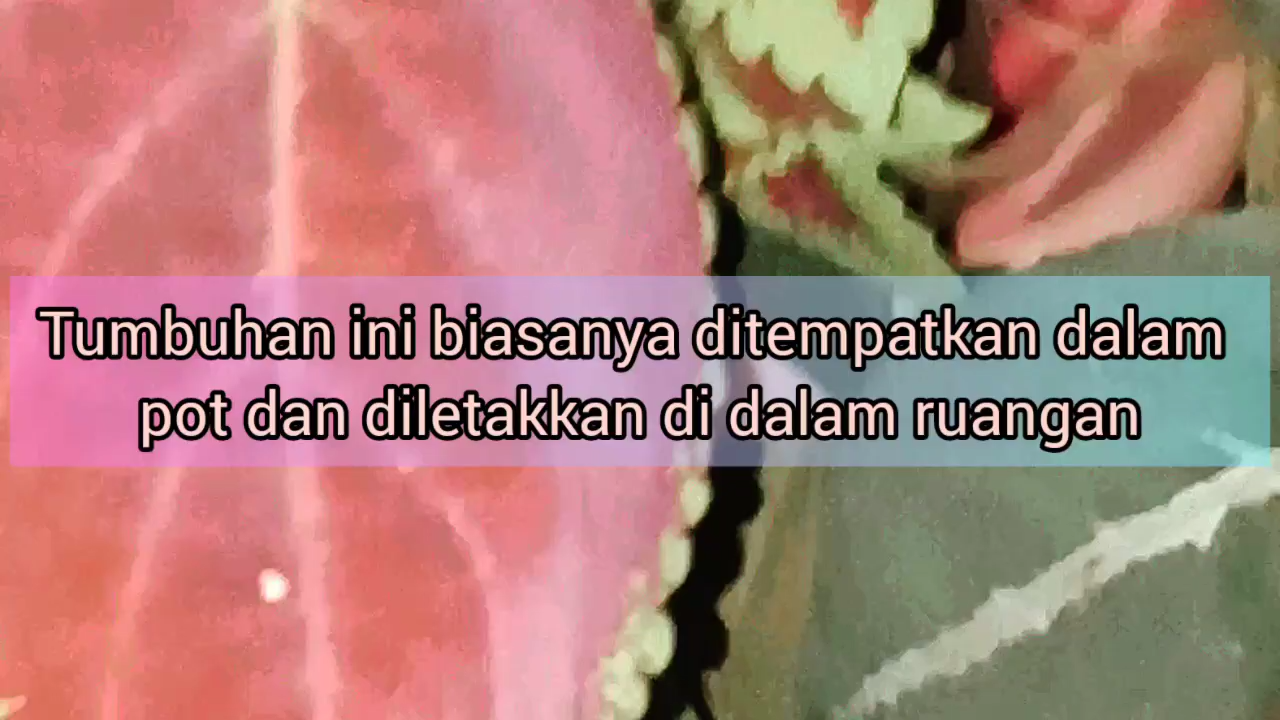 Tumbuhan ini biasanya ditempatkan dalam
pot dan diletakkan di dalam ruangan